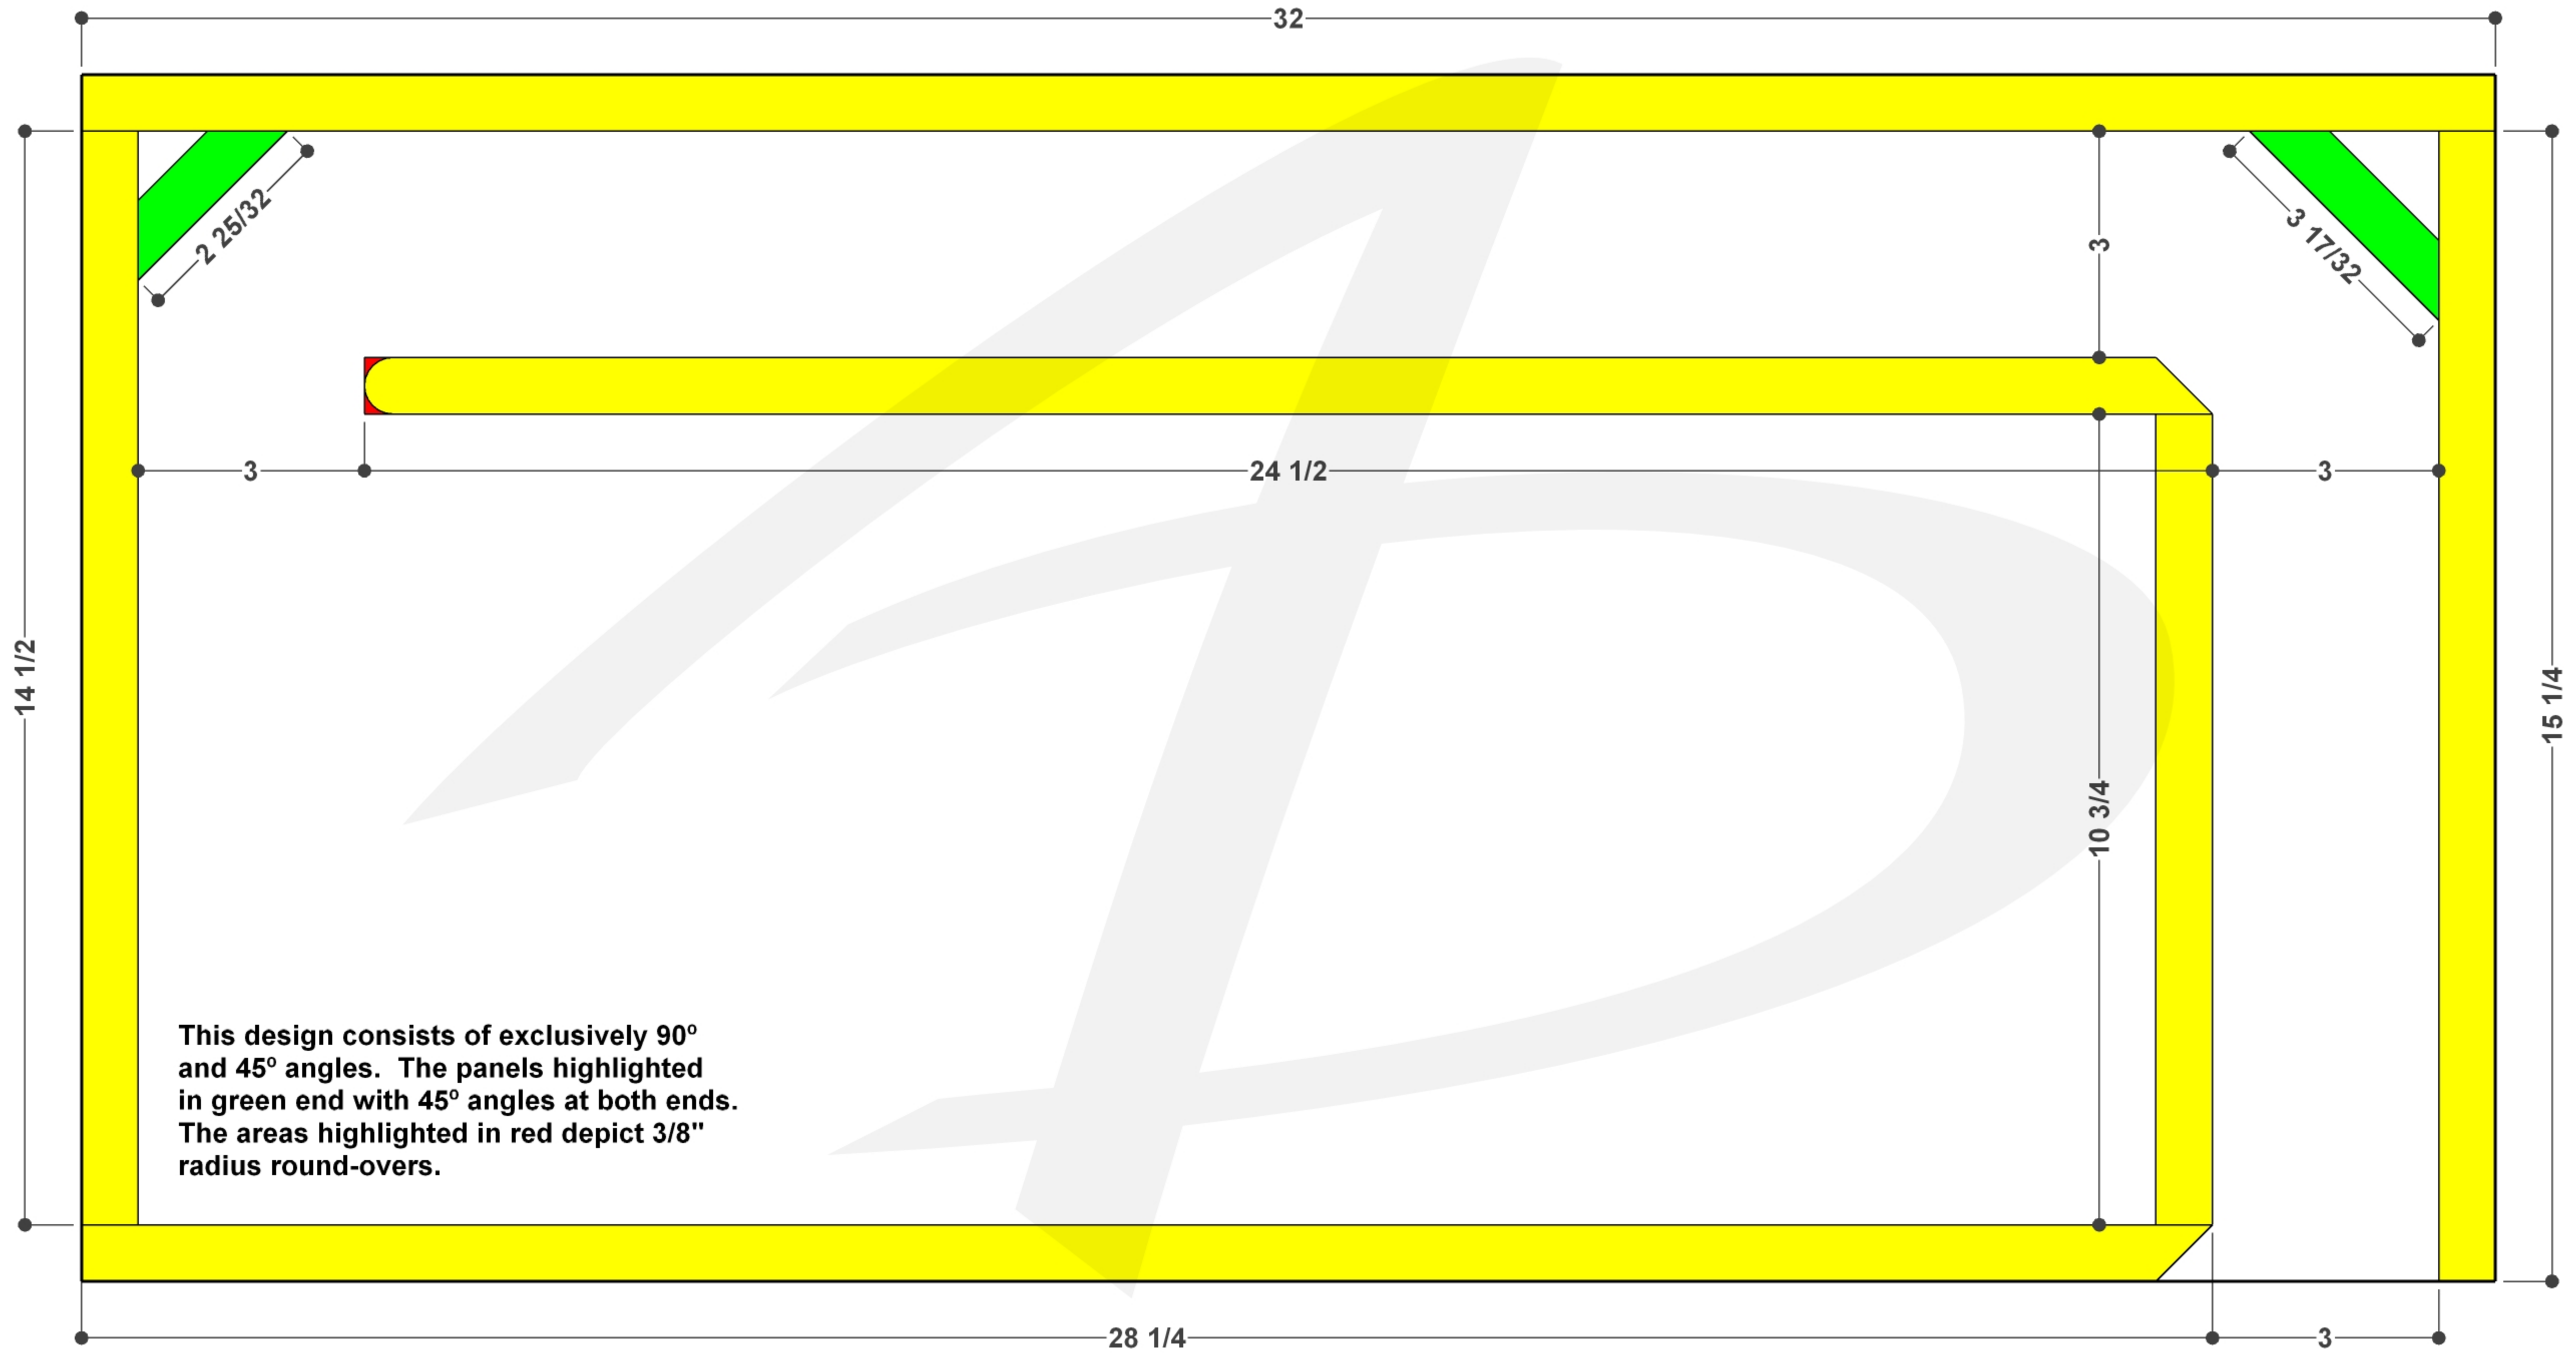 32
2 25/32
3 17/32
3
3
24 1/2
3
14 1/2
15 1/4
10 3/4
This design consists of exclusively 90º
and 45º angles.  The panels highlighted
in green end with 45º angles at both ends.
The areas highlighted in red depict 3/8"
radius round-overs.
28 1/4
3